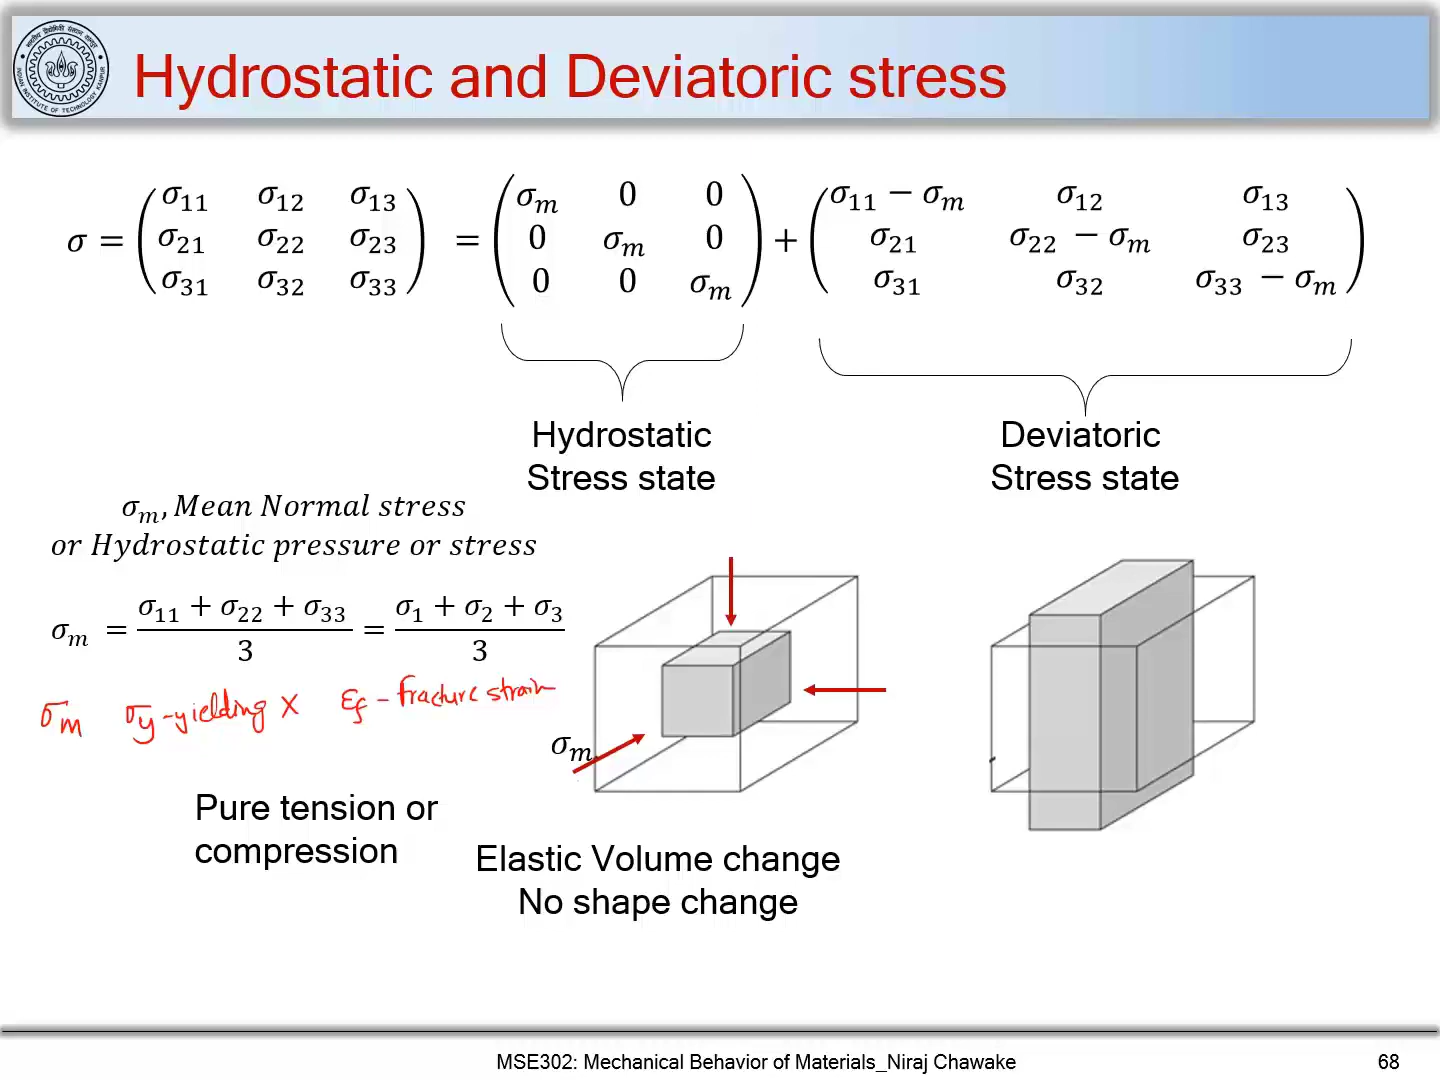 Hydrostatic and Deviatoric stress
σ = (σ11 σ12 σ13
σ21 σ22 σ23
σ31 σ32 σ33) = (σm 0 0
0 σm 0
0 0 σm) + (σ11 − σm σ12 σ13
σ21 σ22 − σm σ23
σ31 σ32 σ33 − σm)
Hydrostatic
Stress state
Deviatoric
Stress state
σm, Mean Normal stress
or Hydrostatic pressure or stress
σm = (σ11 + σ22 + σ33)/3 = (σ1 + σ2 + σ3)/3
σm σy - yielding X εf - fracture strain
σm
Pure tension or
compression
Elastic Volume change
No shape change
MSE302: Mechanical Behavior of Materials_Niraj Chawake
68